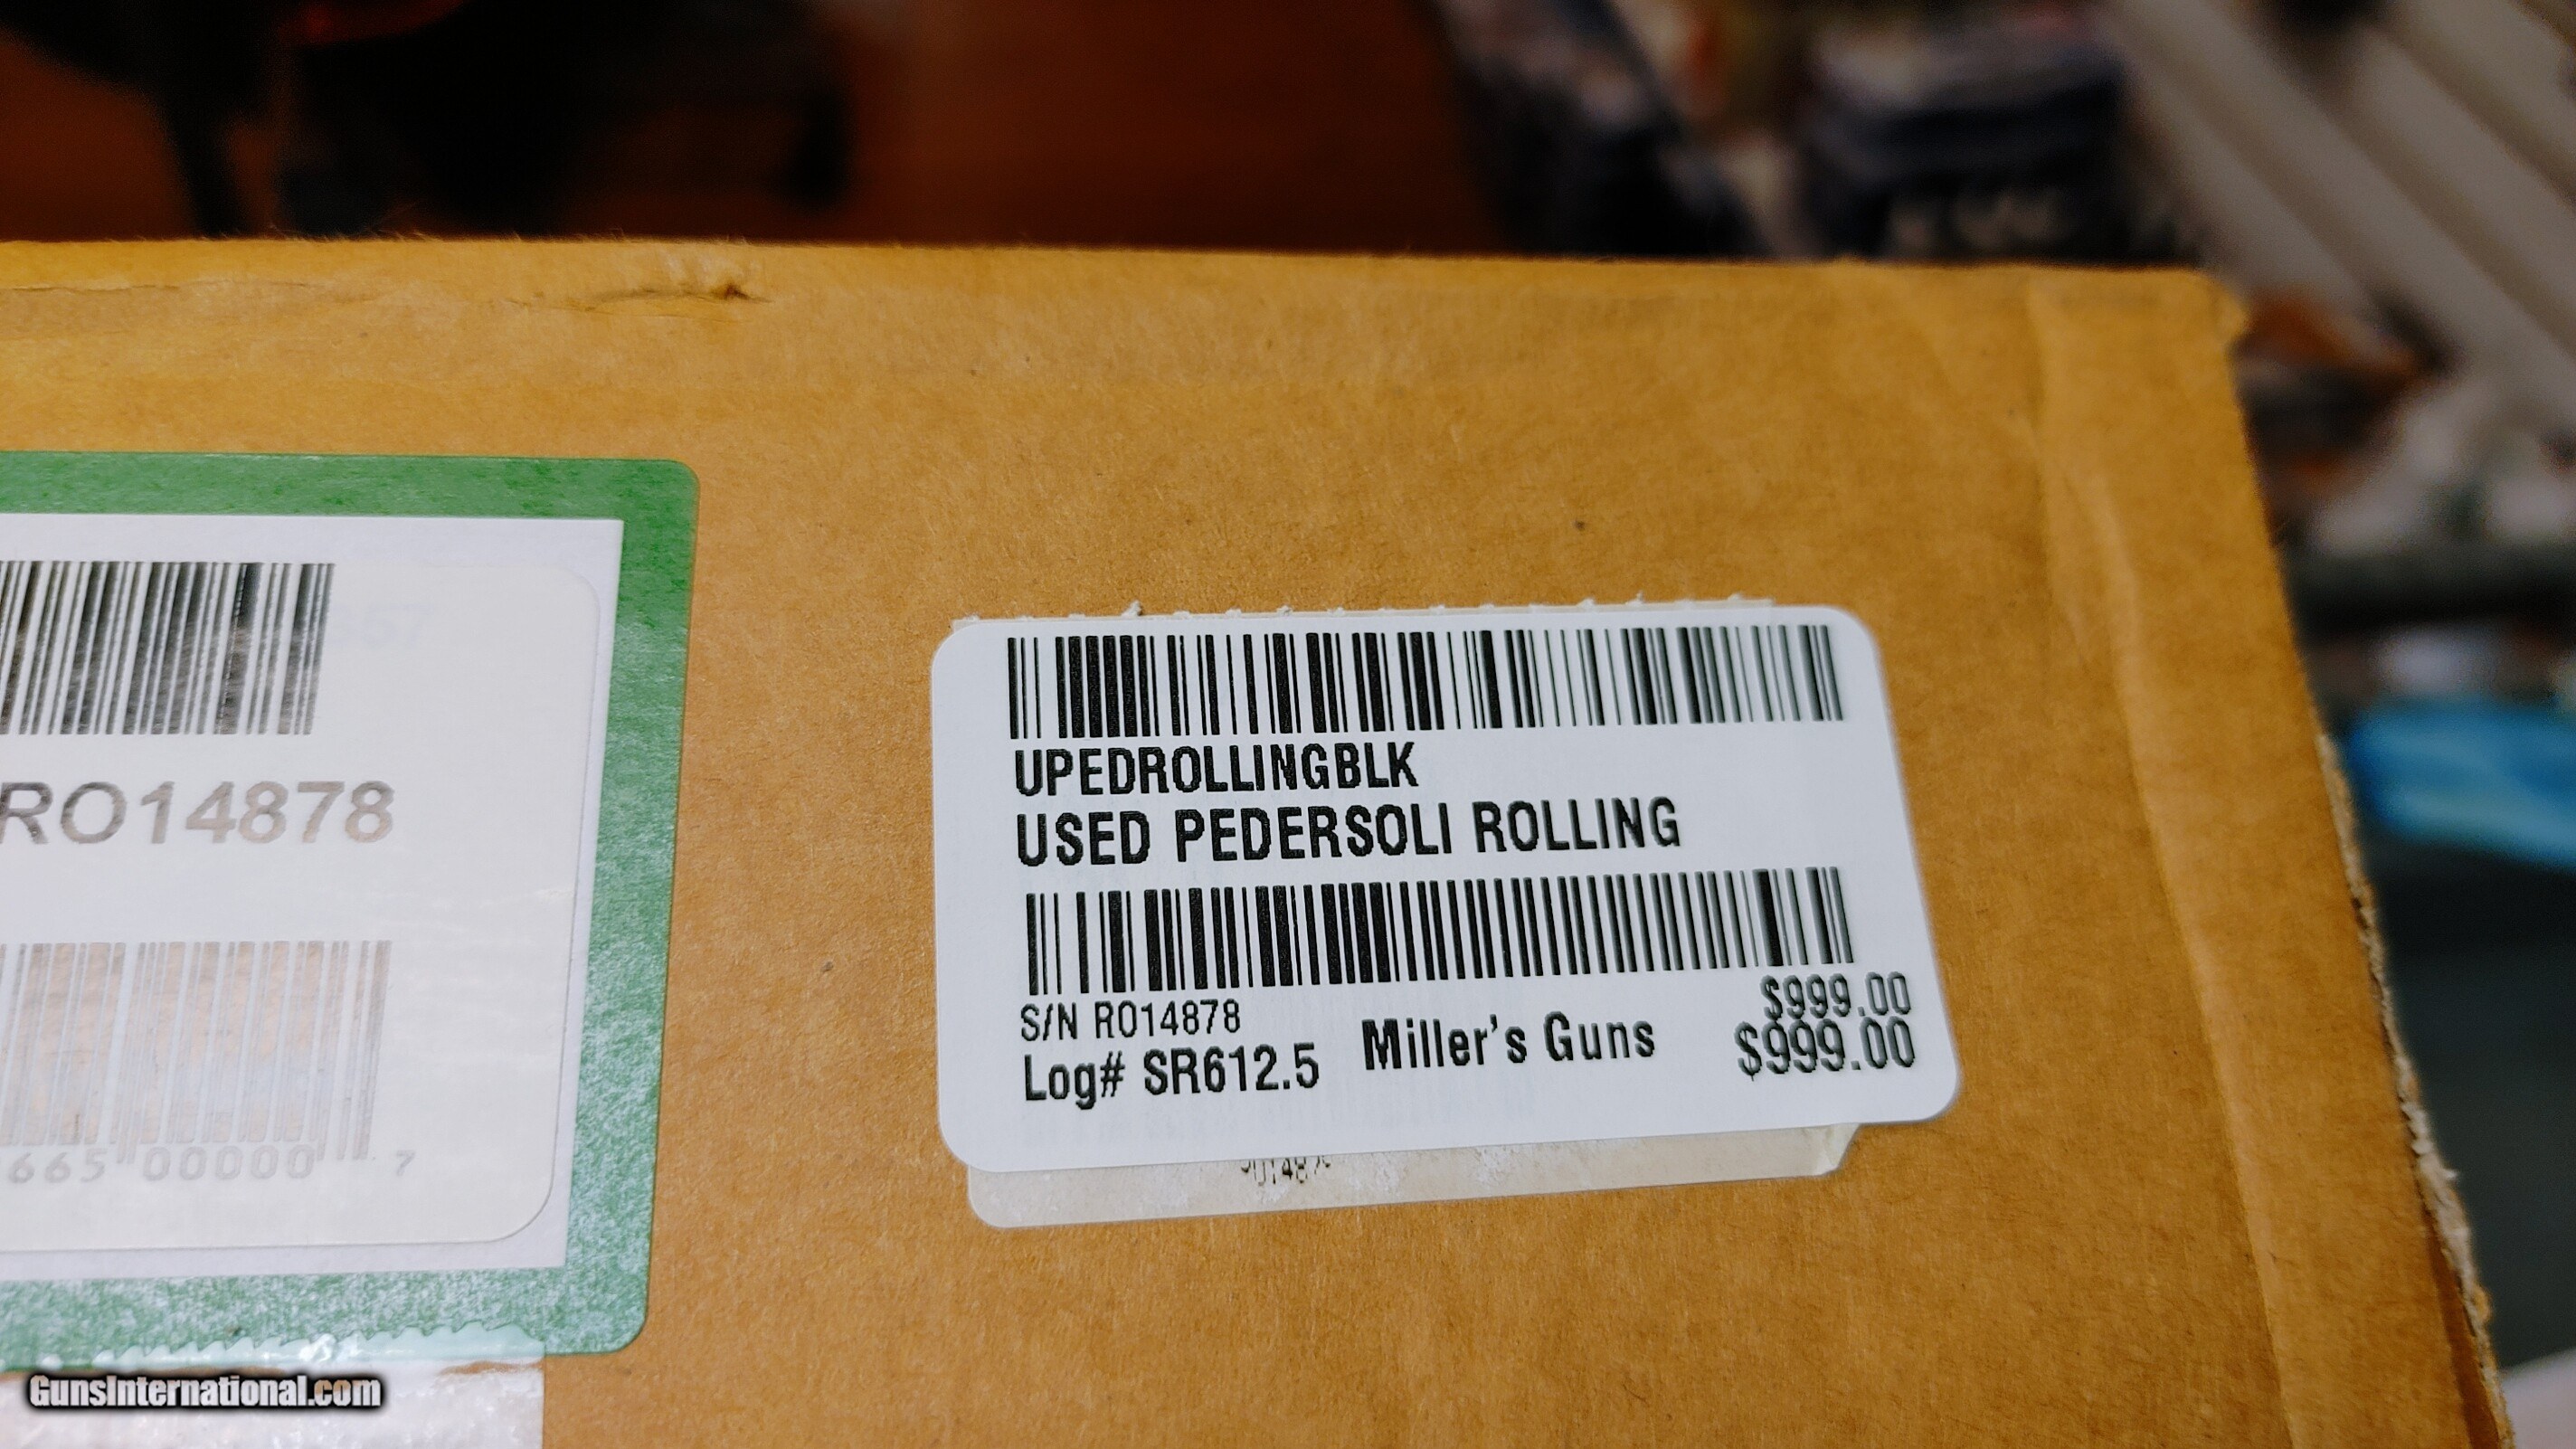 RO14878
665 00000 7
UPEDROLLINGBLK
USED PEDERSOLI ROLLING
S/N RO14878
Log# SR612.5
Miller's Guns
$999.00
$999.00
GunsInternational.com